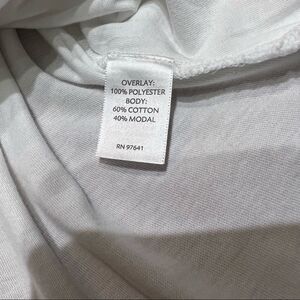 OVERLAY:
100% POLYESTER
BODY:
60% COTTON
40% MODAL
RN 97641